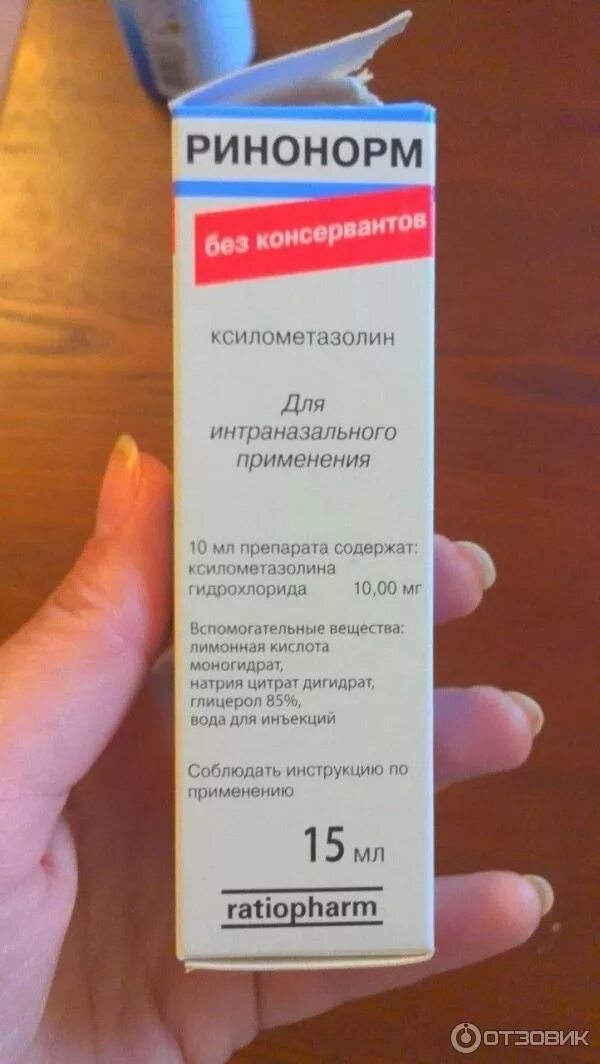 РИНОНОРМ
без консервантов
ксилометазолин
Для
интраназального
применения
10 мл препарата содержат:
ксилометазолина
гидрохлорида 10,00 мг
Вспомогательные вещества:
лимонная кислота
моногидрат,
натрия цитрат дигидрат,
глицерол 85%,
вода для инъекций
Соблюдать инструкцию по
применению
15 мл
ratiopharm
ОТЗОВИК